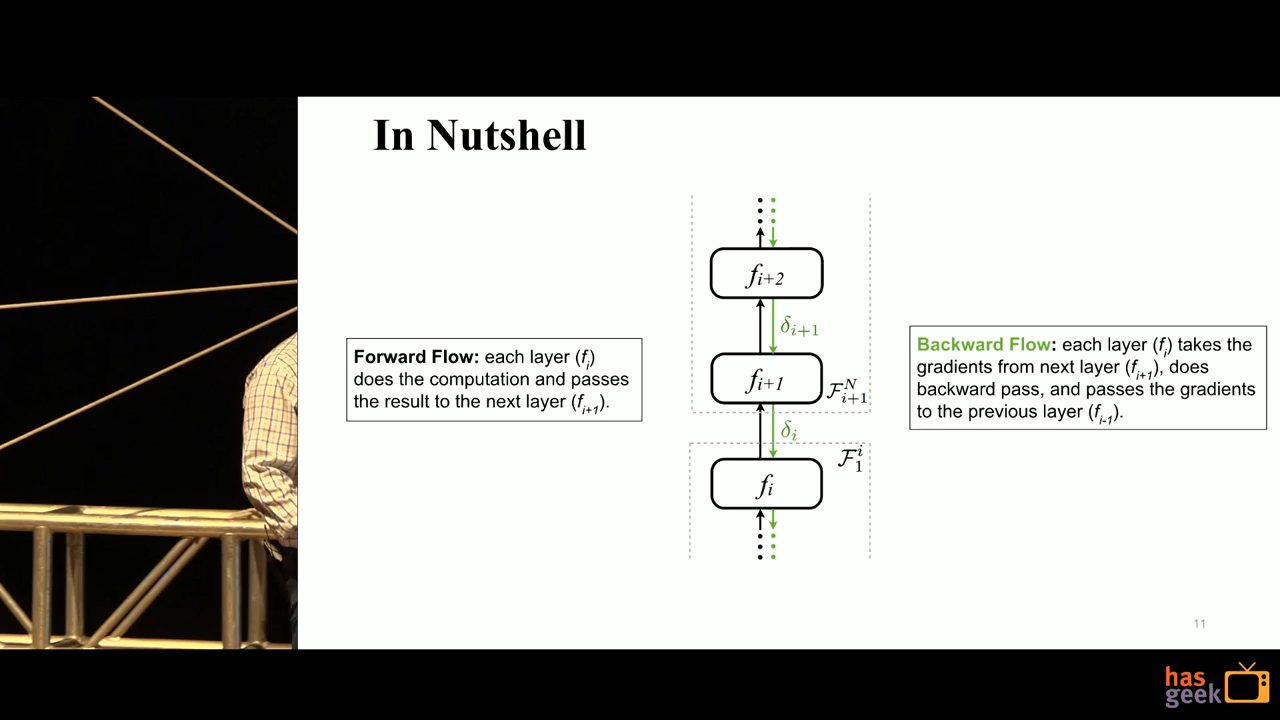 In Nutshell
f_{i+2}
δ_{i+1}
f_{i+1}
\mathcal{F}_{i+1}^{N}
δ_i
\mathcal{F}_1^i
f_i
Forward Flow: each layer (f_i)
does the computation and passes
the result to the next layer (f_{i+1}).
Backward Flow: each layer (f_i) takes the
gradients from next layer (f_{i+1}), does
backward pass, and passes the gradients
to the previous layer (f_{i-1}).
11
has
geek